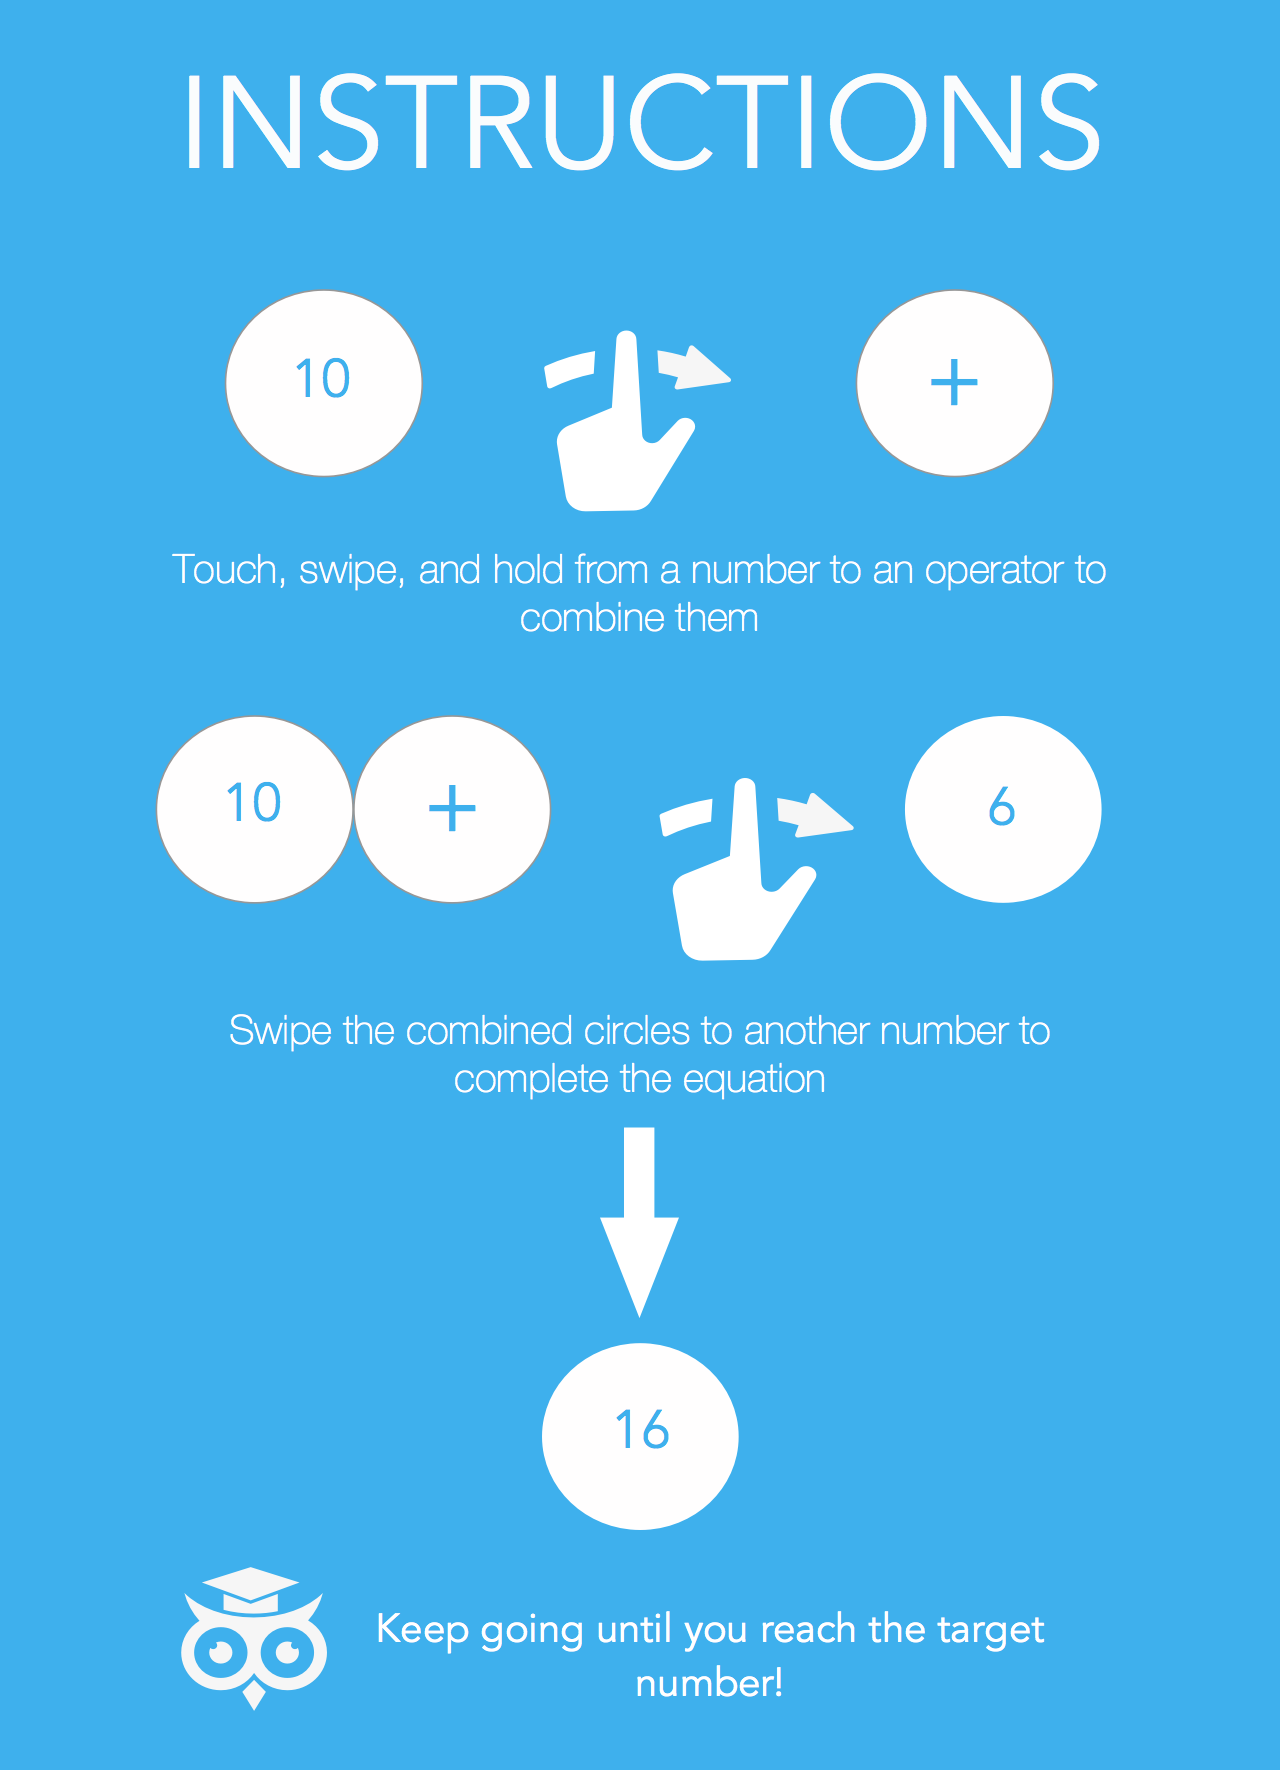 INSTRUCTIONS
10 +
Touch, swipe, and hold from a number to an operator to
combine them
10 + 6
Swipe the combined circles to another number to
complete the equation
16
Keep going until you reach the target
number!